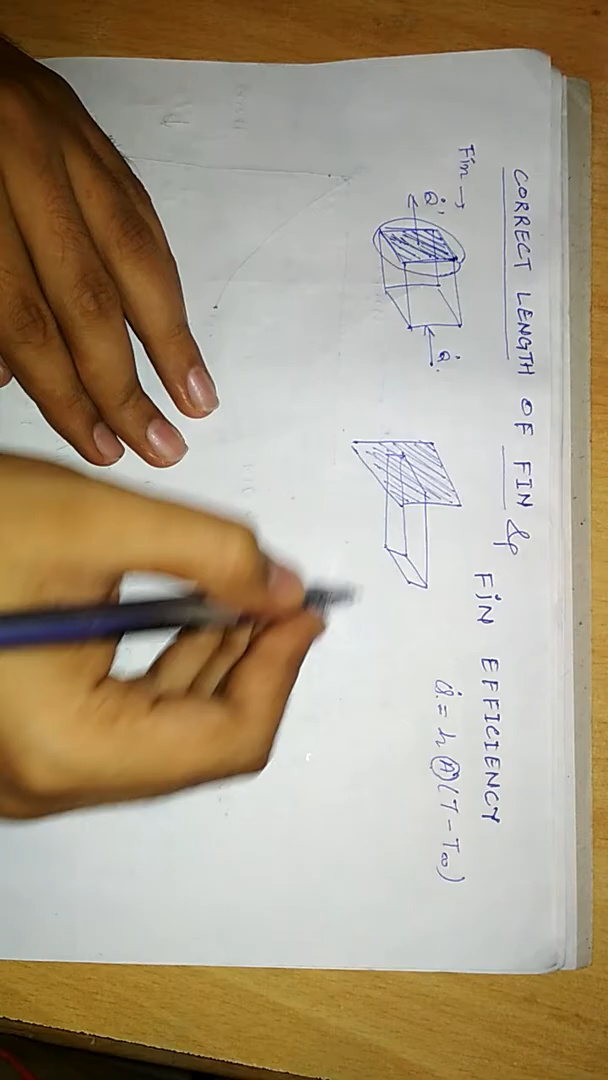 CORRECT LENGTH OF FIN &
FiN EFFICIENCY
Fin →
Q̇'
Q̇.
Q̇ = h A (T - T∞)